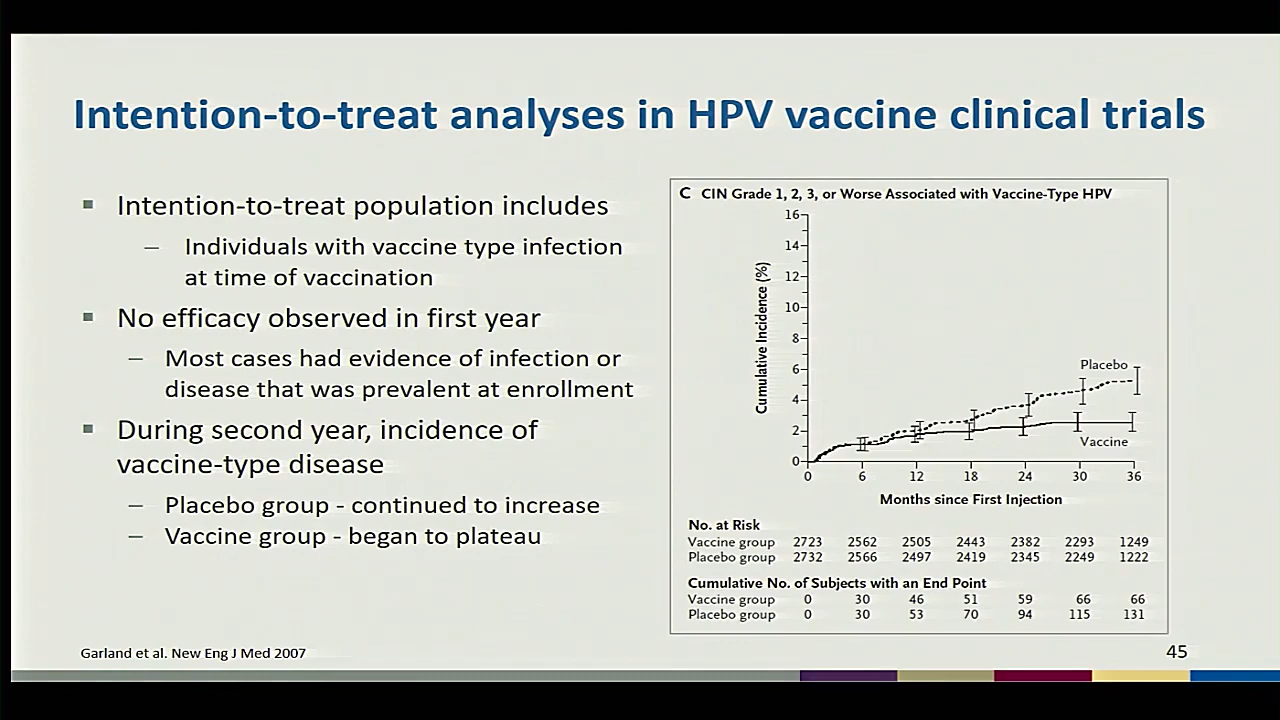 Intention-to-treat analyses in HPV vaccine clinical trials
Intention-to-treat population includes
– Individuals with vaccine type infection
at time of vaccination
No efficacy observed in first year
– Most cases had evidence of infection or
disease that was prevalent at enrollment
During second year, incidence of
vaccine-type disease
– Placebo group - continued to increase
– Vaccine group - began to plateau
C CIN Grade 1, 2, 3, or Worse Associated with Vaccine-Type HPV
Cumulative Incidence (%)
16
14
12
10
8
6
4
2
0
Placebo
Vaccine
0 6 12 18 24 30 36
Months since First Injection
No. at Risk
Vaccine group 2723 2562 2505 2443 2382 2293 1249
Placebo group 2732 2566 2497 2419 2345 2249 1222
Cumulative No. of Subjects with an End Point
Vaccine group 0 30 46 51 59 66 66
Placebo group 0 30 53 70 94 115 131
Garland et al. New Eng J Med 2007
45